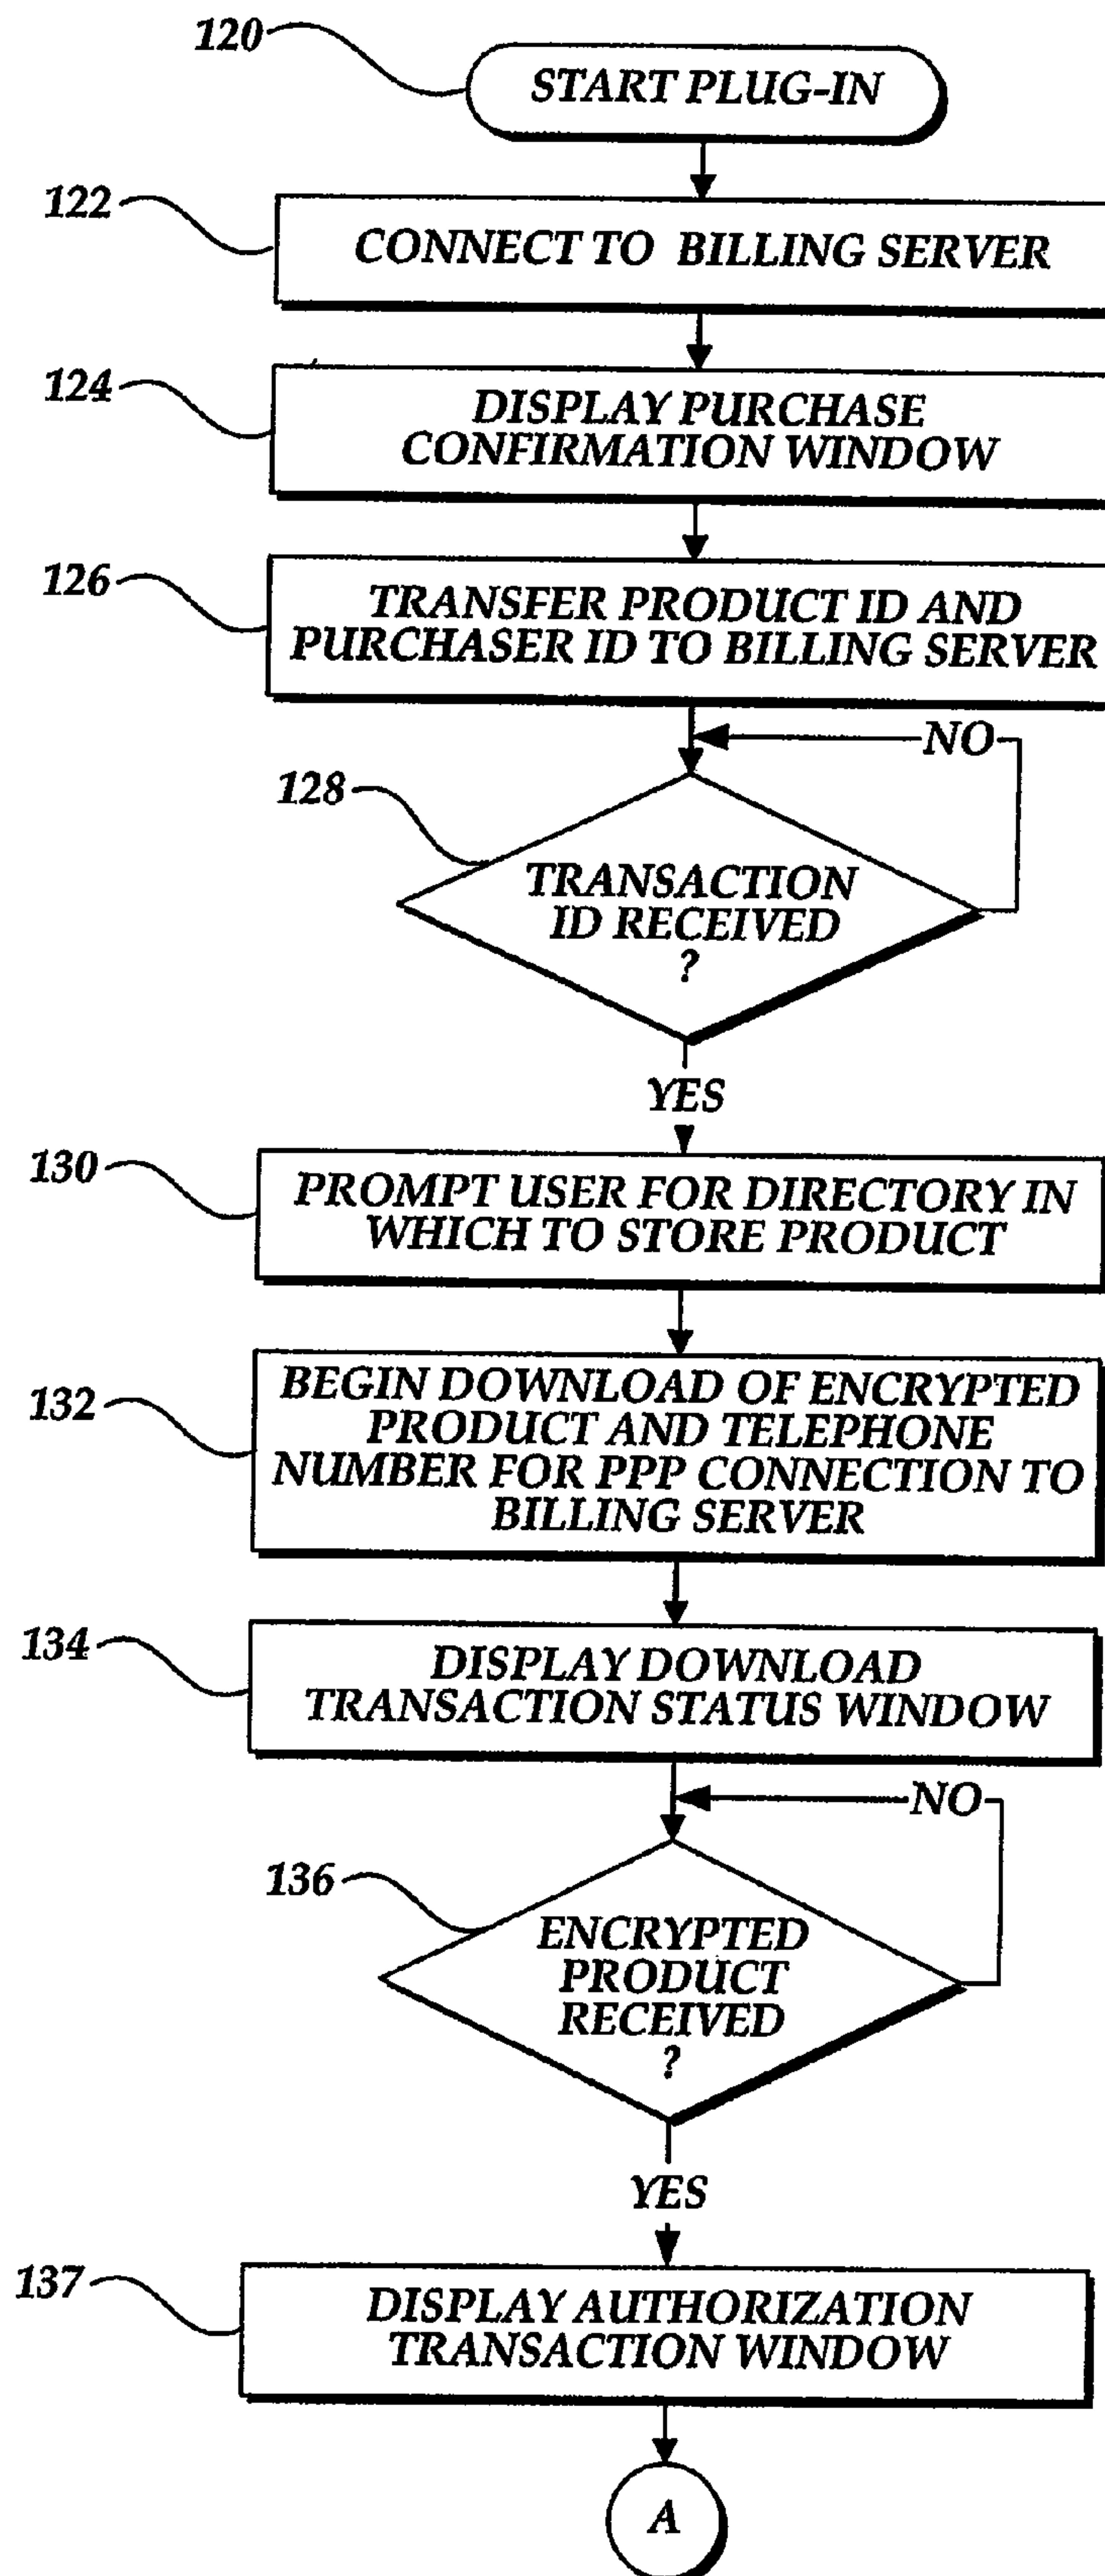 120
START PLUG-IN
122
CONNECT TO BILLING SERVER
124
DISPLAY PURCHASE
CONFIRMATION WINDOW
126
TRANSFER PRODUCT ID AND
PURCHASER ID TO BILLING SERVER
NO
128
TRANSACTION
ID RECEIVED
?
YES
130
PROMPT USER FOR DIRECTORY IN
WHICH TO STORE PRODUCT
132
BEGIN DOWNLOAD OF ENCRYPTED
PRODUCT AND TELEPHONE
NUMBER FOR PPP CONNECTION TO
BILLING SERVER
134
DISPLAY DOWNLOAD
TRANSACTION STATUS WINDOW
NO
136
ENCRYPTED
PRODUCT
RECEIVED
?
YES
137
DISPLAY AUTHORIZATION
TRANSACTION WINDOW
A